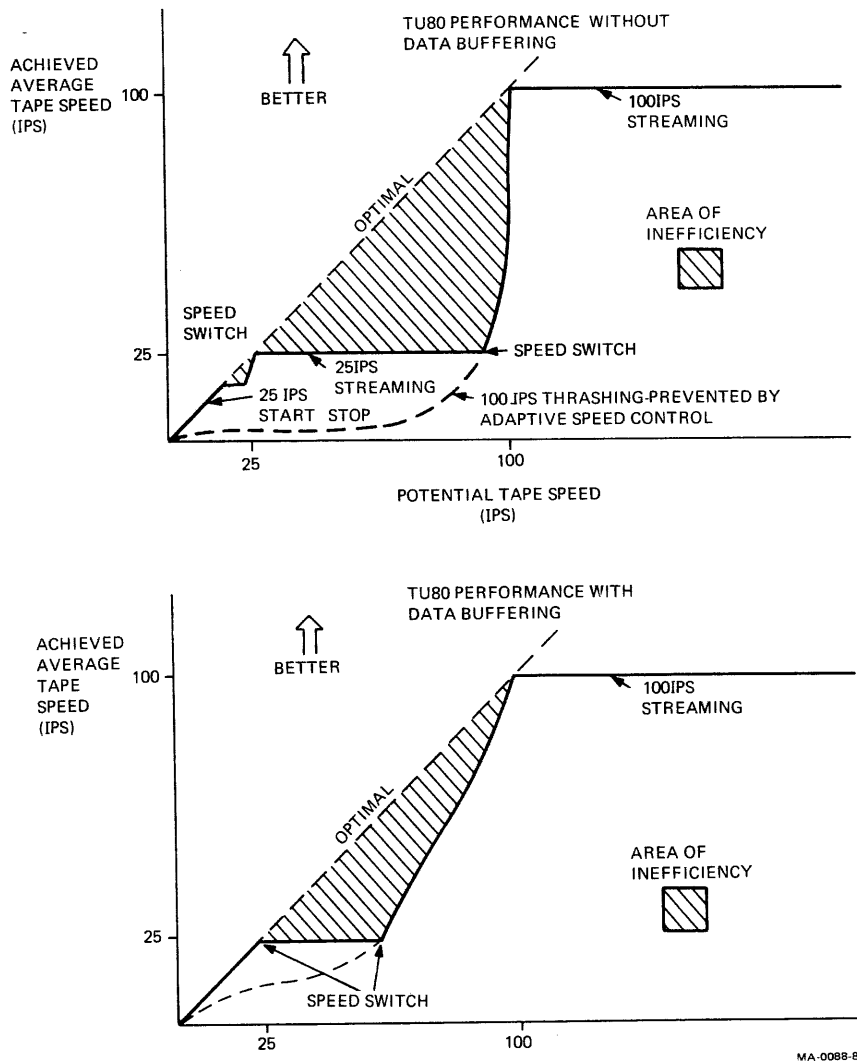 TU80 PERFORMANCE WITHOUT
DATA BUFFERING
ACHIEVED
AVERAGE
TAPE SPEED
(IPS)
BETTER
100
100IPS
STREAMING
OPTIMAL
AREA OF
INEFFICIENCY
SPEED
SWITCH
25
SPEED SWITCH
25IPS
STREAMING
25 IPS
START STOP
100 IPS THRASHING-PREVENTED BY
ADAPTIVE SPEED CONTROL
25
100
POTENTIAL TAPE SPEED
(IPS)
TU80 PERFORMANCE WITH
DATA BUFFERING
ACHIEVED
AVERAGE
TAPE
SPEED
(IPS)
BETTER
100
100IPS
STREAMING
OPTIMAL
AREA OF
INEFFICIENCY
25
SPEED SWITCH
25
100